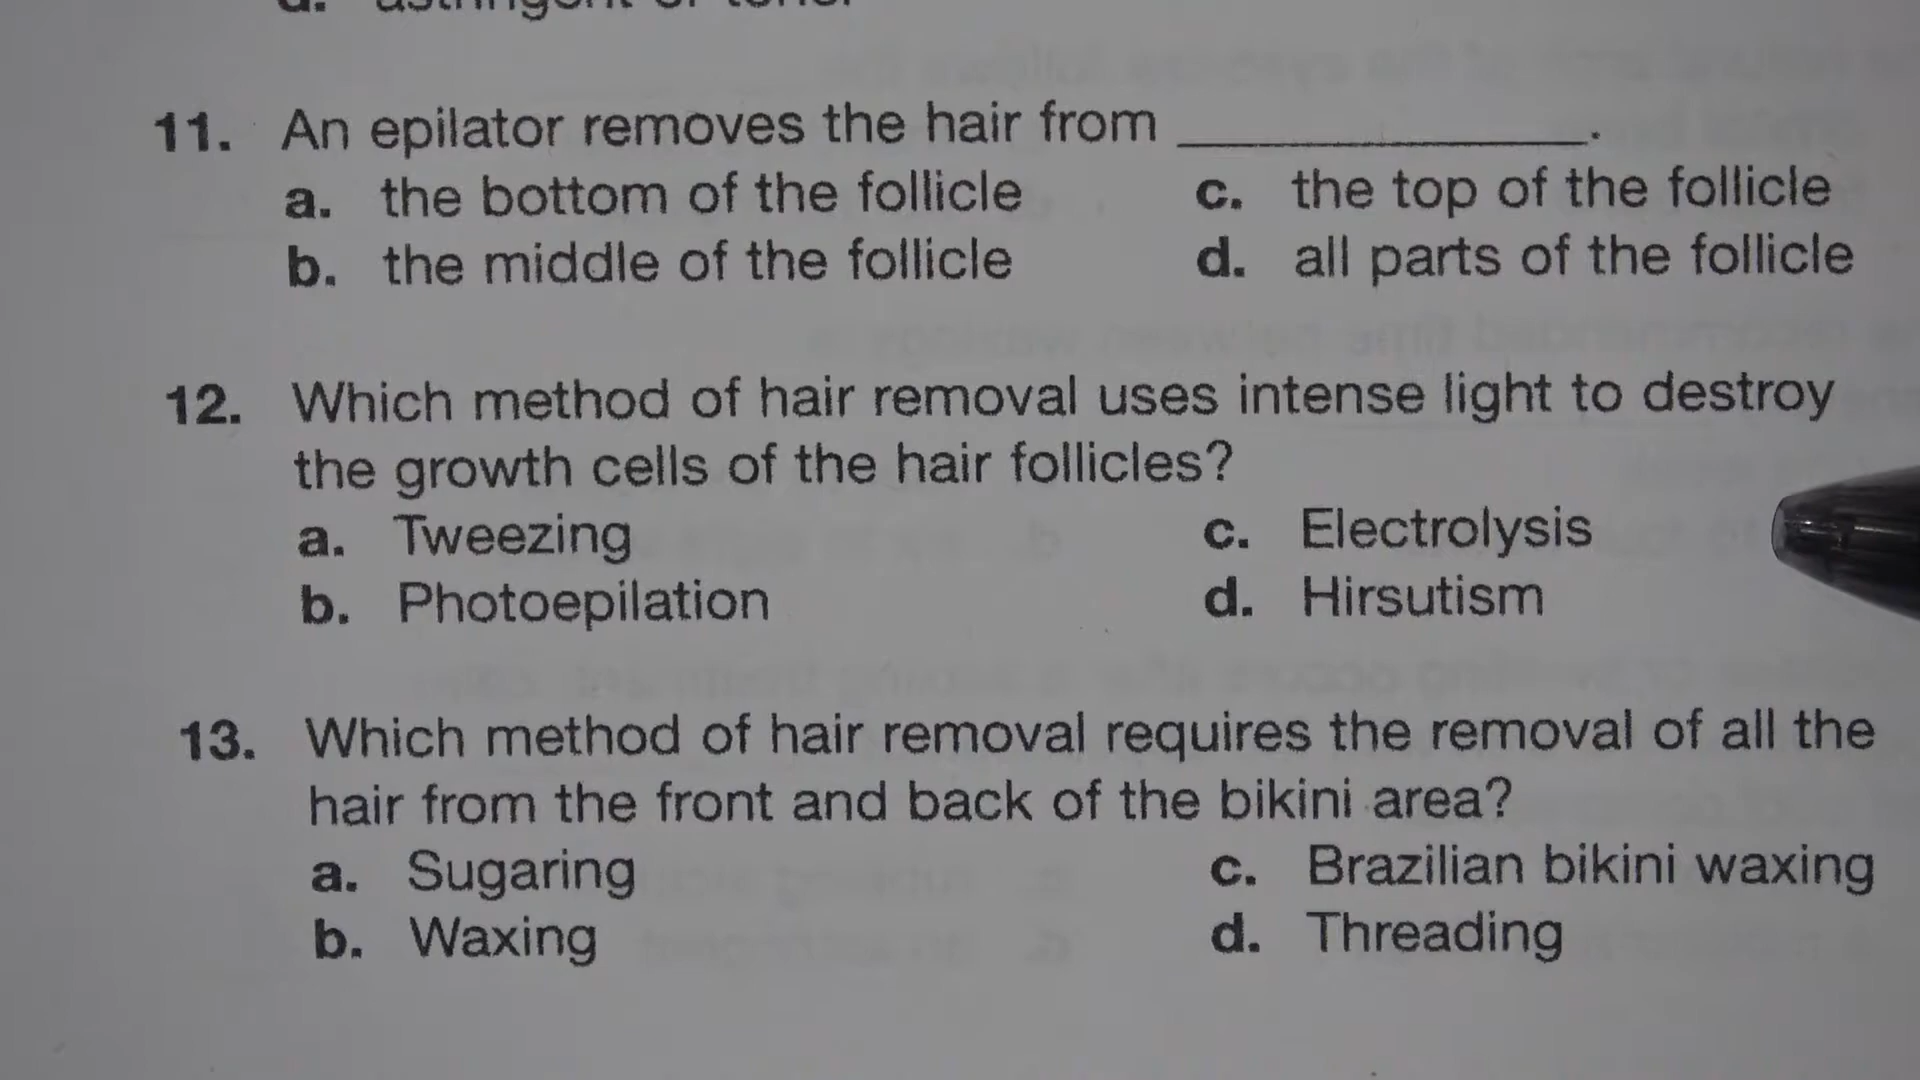 d. astringent or toner
11. An epilator removes the hair from ____________.
a. the bottom of the follicle c. the top of the follicle
b. the middle of the follicle d. all parts of the follicle
12. Which method of hair removal uses intense light to destroy
the growth cells of the hair follicles?
a. Tweezing c. Electrolysis
b. Photoepilation d. Hirsutism
13. Which method of hair removal requires the removal of all the
hair from the front and back of the bikini area?
a. Sugaring c. Brazilian bikini waxing
b. Waxing d. Threading